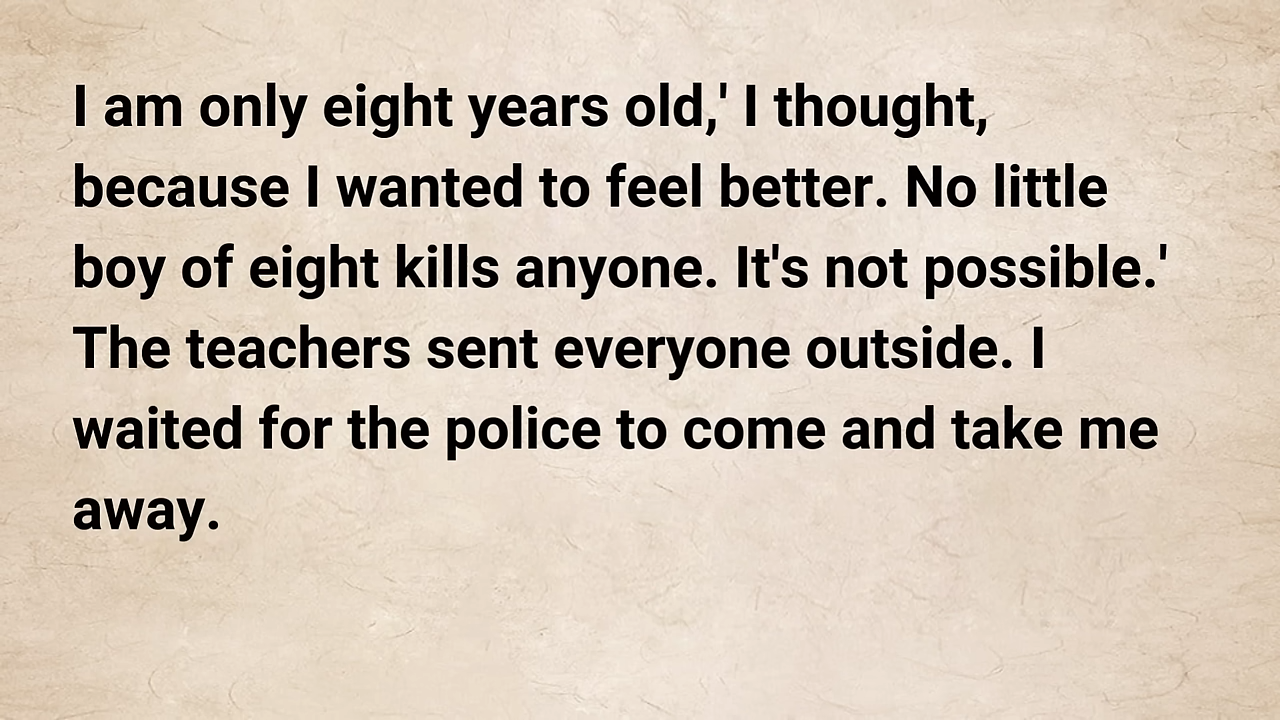 I am only eight years old,' I thought,
because I wanted to feel better. No little
boy of eight kills anyone. It's not possible.'
The teachers sent everyone outside. I
waited for the police to come and take me
away.